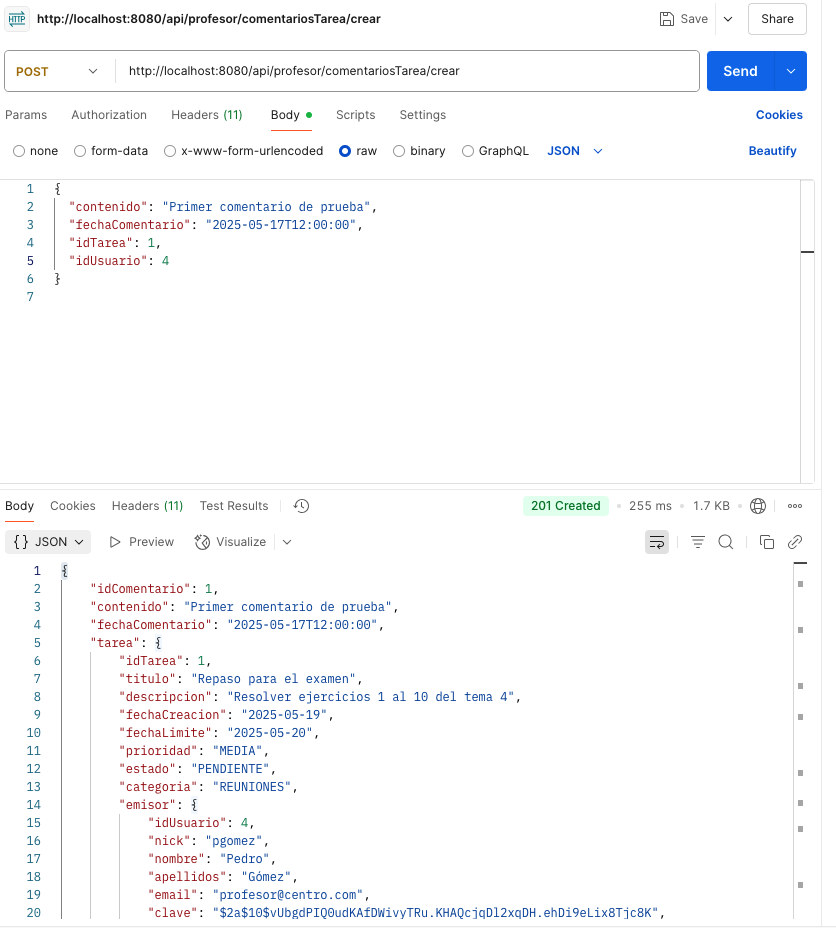 HTTP http://localhost:8080/api/profesor/comentariosTarea/crear Save Share
POST http://localhost:8080/api/profesor/comentariosTarea/crear Send
Params Authorization Headers (11) Body Scripts Settings Cookies
none form-data x-www-form-urlencoded raw binary GraphQL JSON Beautify
1 {
2 "contenido": "Primer comentario de prueba",
3 "fechaComentario": "2025-05-17T12:00:00",
4 "idTarea": 1,
5 "idUsuario": 4
6 }
7
Body Cookies Headers (11) Test Results 201 Created • 255 ms • 1.7 KB •
{} JSON Preview Visualize
1 {
2 "idComentario": 1,
3 "contenido": "Primer comentario de prueba",
4 "fechaComentario": "2025-05-17T12:00:00",
5 "tarea": {
6 "idTarea": 1,
7 "titulo": "Repaso para el examen",
8 "descripcion": "Resolver ejercicios 1 al 10 del tema 4",
9 "fechaCreacion": "2025-05-19",
10 "fechaLimite": "2025-05-20",
11 "prioridad": "MEDIA",
12 "estado": "PENDIENTE",
13 "categoria": "REUNIONES",
14 "emisor": {
15 "idUsuario": 4,
16 "nick": "pgomez",
17 "nombre": "Pedro",
18 "apellidos": "Gómez",
19 "email": "profesor@centro.com",
20 "clave": "$2a$10$vUbgdPIQ0udKAfDWivyTRu.KHAQcjqDl2xqDH.ehDi9eLix8Tjc8K",